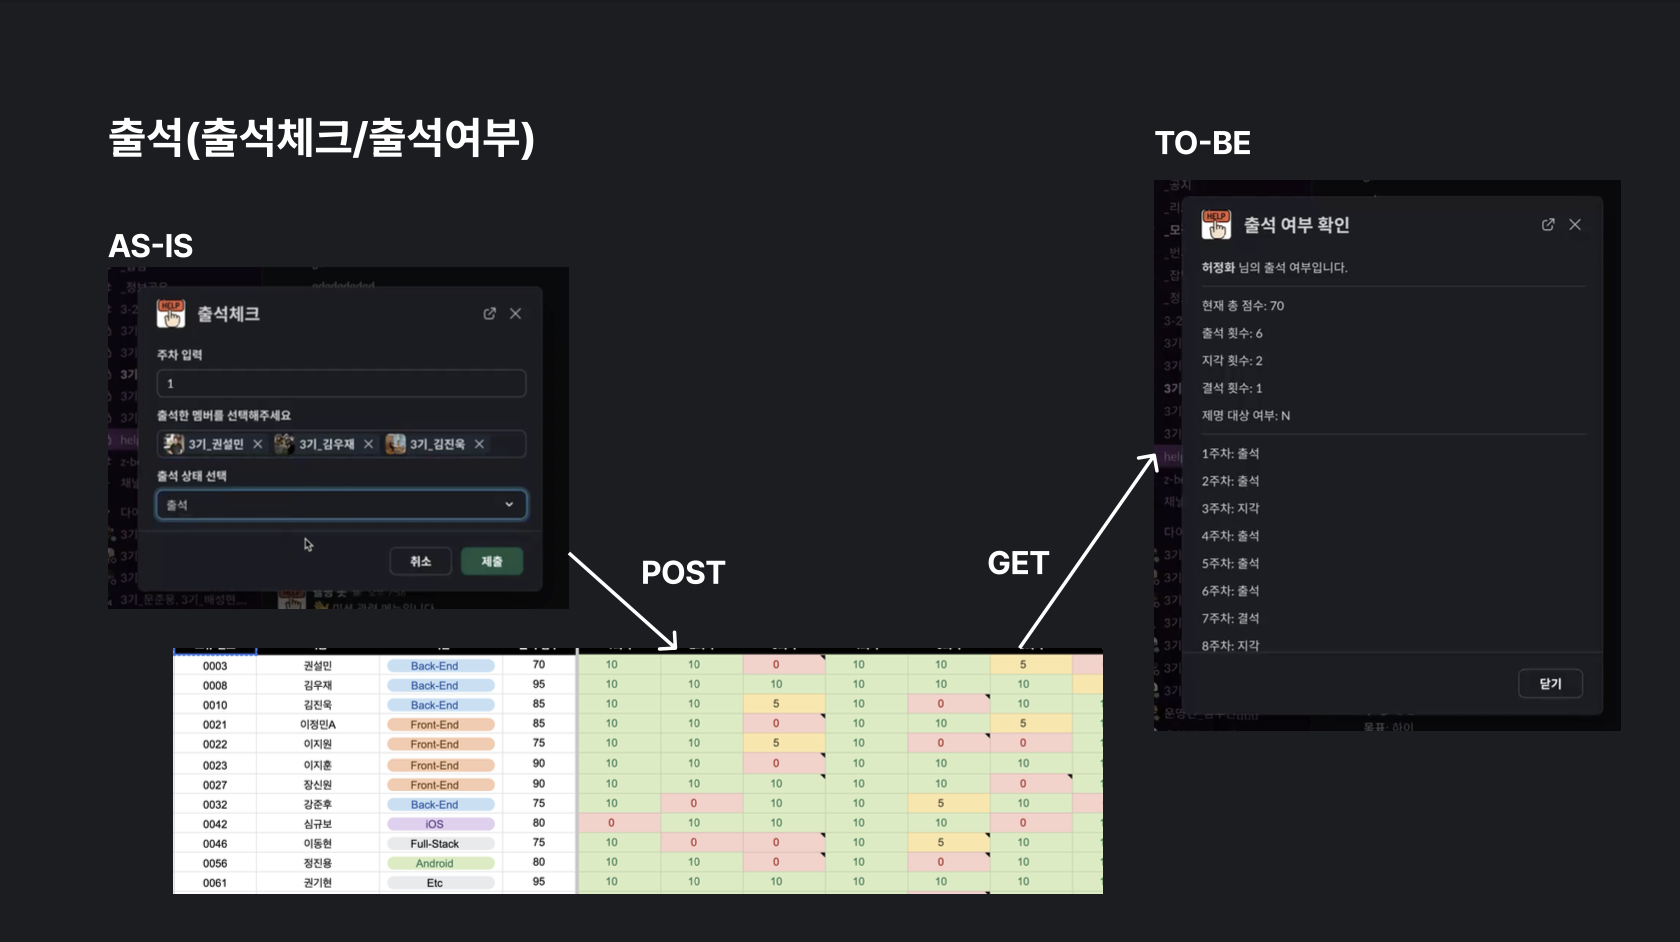 출석(출석체크/출석여부)
AS-IS
출석체크
주차 입력
1
출석한 멤버를 선택해주세요
3기_권설민 3기_김우재 3기_김진욱
출석 상태 선택
출석
취소 제출
3기_문준용, 3기_배성현,...
POST
GET
0003 권설민 Back-End 70 10 10 0 10 10 5
0008 김우재 Back-End 95 10 10 10 10 10 10
0010 김진욱 Back-End 85 10 10 5 10 0 10
0021 이정민A Front-End 85 10 10 0 10 10 5
0022 이지원 Front-End 75 10 10 5 10 0 0
0023 이지훈 Front-End 90 10 10 0 10 10 10
0027 장신원 Front-End 90 10 10 10 10 10 0
0032 강준후 Back-End 75 10 0 10 10 5 10
0042 심규보 iOS 80 0 10 10 10 10 0
0046 이동현 Full-Stack 75 10 0 0 10 5 10
0056 정진용 Android 80 10 10 0 10 0 10
0061 권기현 Etc 95 10 10 10 10 10 10
TO-BE
출석 여부 확인
허정화 님의 출석 여부입니다.
현재 총 점수: 70
출석 횟수: 6
지각 횟수: 2
결석 횟수: 1
제명 대상 여부: N
1주차: 출석
2주차: 출석
3주차: 지각
4주차: 출석
5주차: 출석
6주차: 출석
7주차: 결석
8주차: 지각
닫기